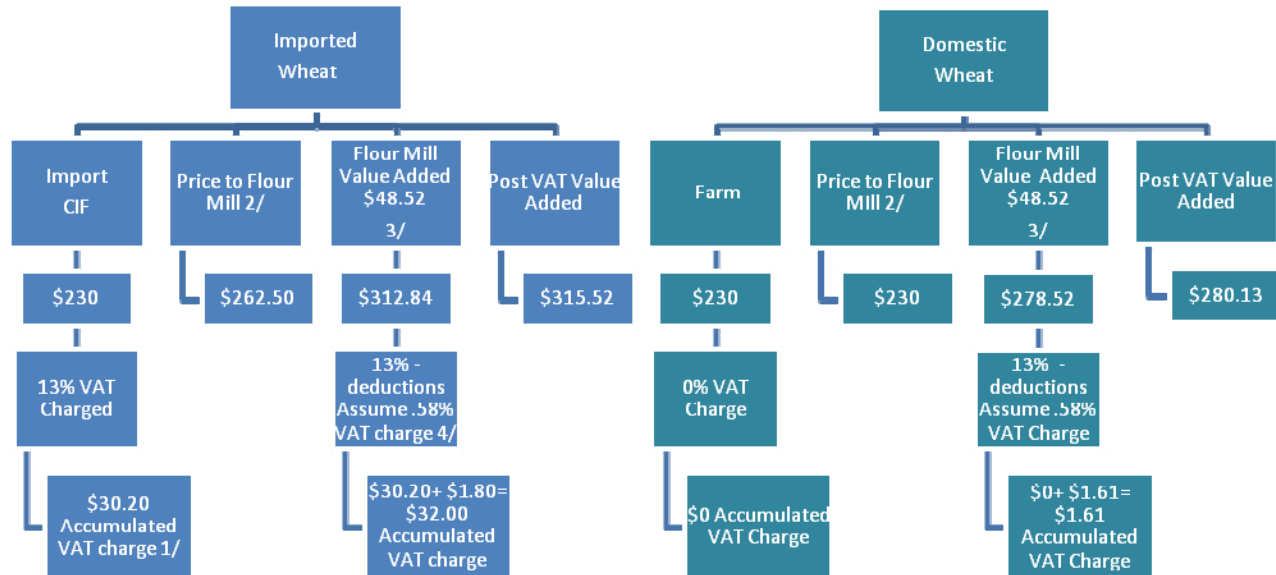 Imported
Wheat
Import
CIF
Price to Flour
Mill 2/
Flour Mill
Value Added
$48.52
3/
Post VAT Value
Added
$230
$262.50
$312.84
$315.52
13% VAT
Charged
13% -
deductions
Assume .58%
VAT charge 4/
$30.20
Accumulated
VAT charge 1/
$30.20+ $1.80=
$32.00
Accumulated
VAT charge
Domestic
Wheat
Farm
Price to Flour
MIll 2/
Flour Mill
Value Added
$48.52
3/
Post VAT Value
Added
$230
$230
$278.52
$280.13
0% VAT
Charge
13% -
deductions
Assume .58%
VAT Charge
$0 Accumulated
VAT Charge
$0+ $1.61=
$1.61
Accumulated
VAT Charge